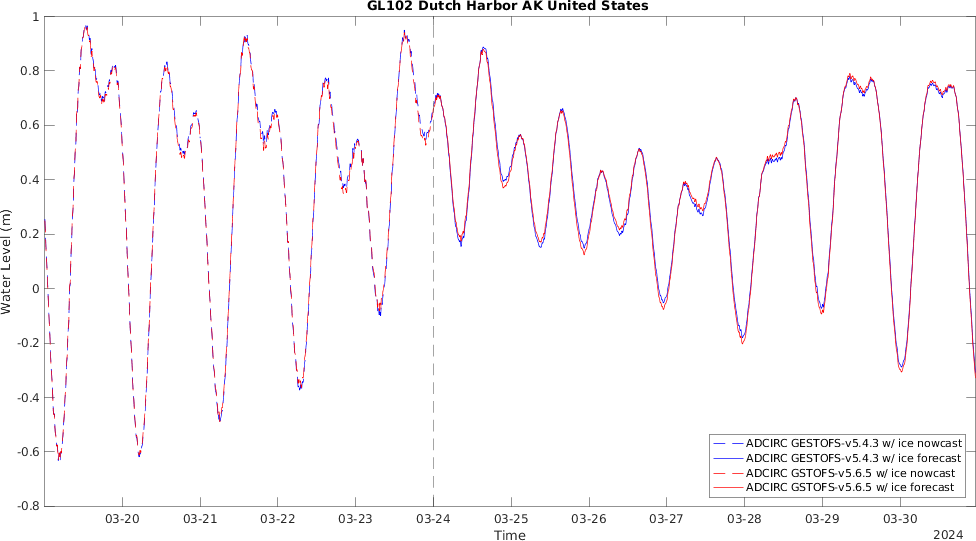 GL102 Dutch Harbor AK United States
1
0.8
0.6
0.4
0.2
0
-0.2
-0.4
-0.6
-0.8
Water Level (m)
ADCIRC GESTOFS-v5.4.3 w/ ice nowcast
ADCIRC GESTOFS-v5.4.3 w/ ice forecast
ADCIRC GSTOFS-v5.6.5 w/ ice nowcast
ADCIRC GSTOFS-v5.6.5 w/ ice forecast
03-20 03-21 03-22 03-23 03-24 03-25 03-26 03-27 03-28 03-29 03-30
Time
2024